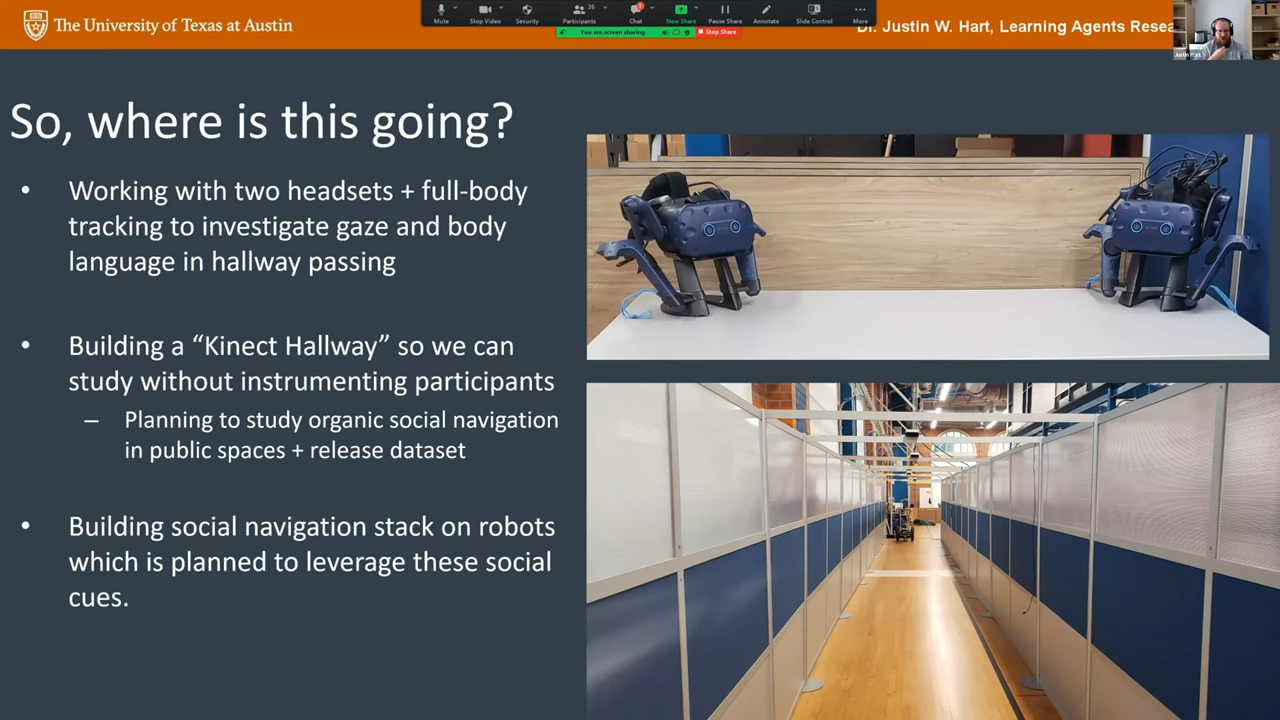 The University of Texas at Austin
Mute
Stop Video
Security
Participants
26
Chat
1
New Share
Pause Share
Annotate
Slide Control
More
You are screen sharing
Stop Share
Dr. Justin W. Hart, Learning Agents Resea
Justin Hart
So, where is this going?
• Working with two headsets + full-body
tracking to investigate gaze and body
language in hallway passing
• Building a “Kinect Hallway” so we can
study without instrumenting participants
– Planning to study organic social navigation
in public spaces + release dataset
• Building social navigation stack on robots
which is planned to leverage these social
cues.